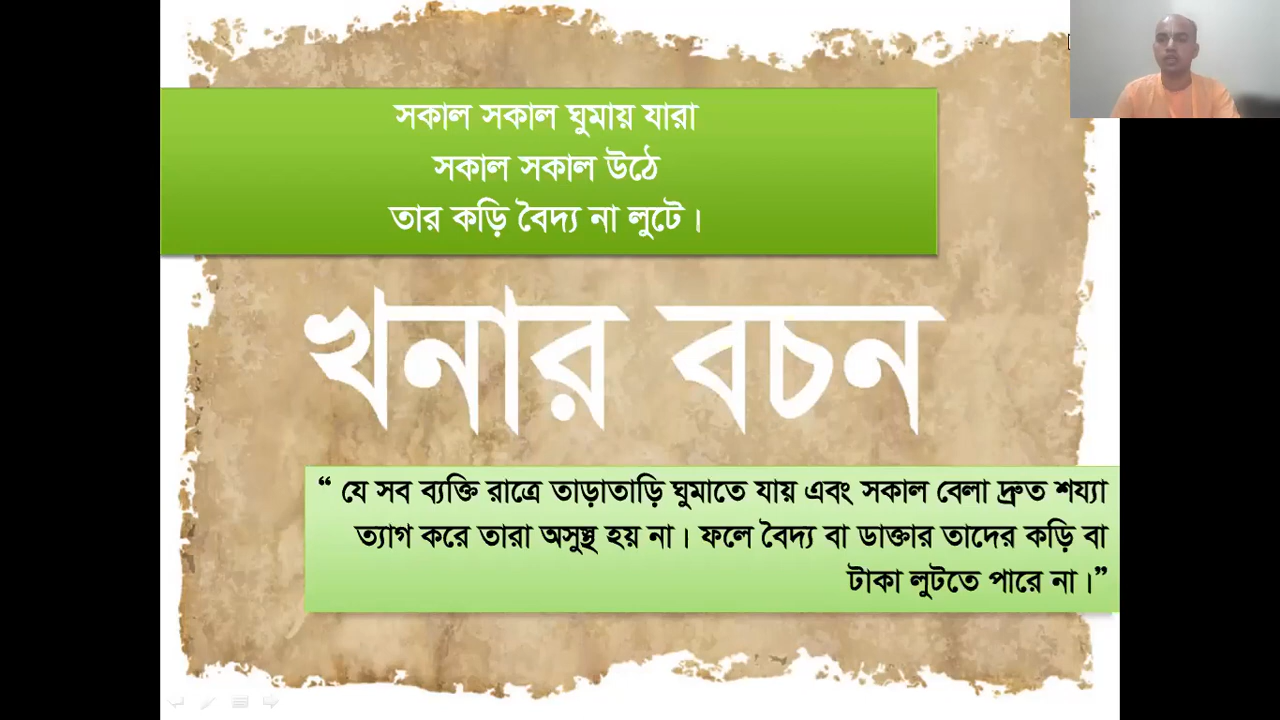 সকাল সকাল ঘুমায় যারা
সকাল সকাল উঠে
তার কড়ি বৈদ্য না লুটে।
খনার বচন
“ যে সব ব্যক্তি রাত্রে তাড়াতাড়ি ঘুমাতে যায় এবং সকাল বেলা দ্রুত শয্যা
ত্যাগ করে তারা অসুস্থ হয় না। ফলে বৈদ্য বা ডাক্তার তাদের কড়ি বা
টাকা লুটতে পারে না।”